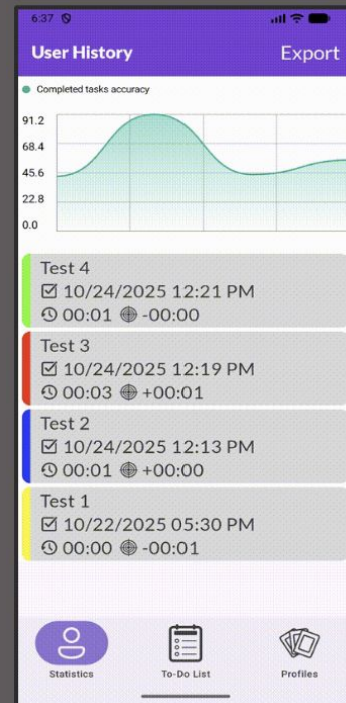 6:37
User History Export
Completed tasks accuracy
91.2
68.4
45.6
22.8
0.0
Test 4
10/24/2025 12:21 PM
00:01 -00:00
Test 3
10/24/2025 12:19 PM
00:03 +00:01
Test 2
10/24/2025 12:13 PM
00:01 +00:00
Test 1
10/22/2025 05:30 PM
00:00 -00:01
Statistics To-Do List Profiles